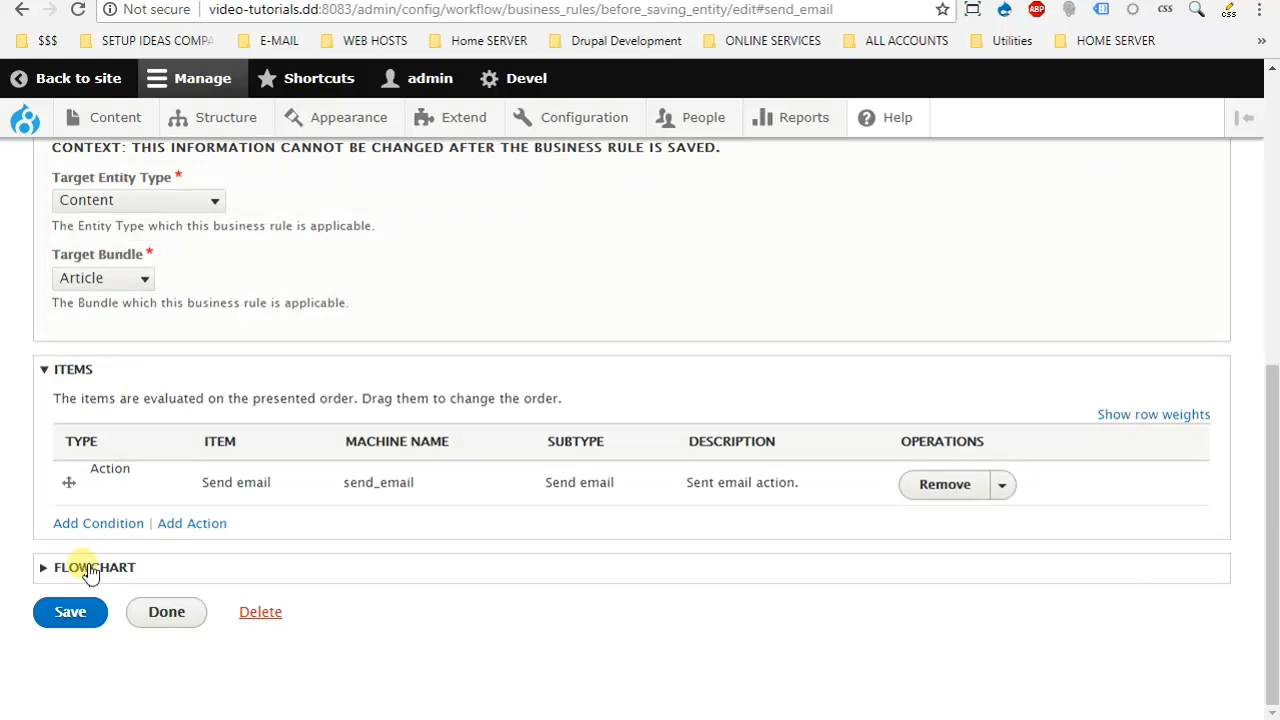 Not secure | video-tutorials.dd:8083/admin/config/workflow/business_rules/before_saving_entity/edit#send_email
ABP CSS css
$$$ SETUP IDEAS COMPA E-MAIL WEB HOSTS Home SERVER Drupal Development ONLINE SERVICES ALL ACCOUNTS Utilities HOME SERVER »
Back to site Manage Shortcuts admin Devel
Content Structure Appearance Extend Configuration People Reports Help
CONTEXT: THIS INFORMATION CANNOT BE CHANGED AFTER THE BUSINESS RULE IS SAVED.
Target Entity Type *
Content
The Entity Type which this business rule is applicable.
Target Bundle *
Article
The Bundle which this business rule is applicable.
ITEMS
The items are evaluated on the presented order. Drag them to change the order.
Show row weights
TYPE ITEM MACHINE NAME SUBTYPE DESCRIPTION OPERATIONS
Action Send email send_email Send email Sent email action. Remove
Add Condition | Add Action
FLOWCHART
Save Done Delete